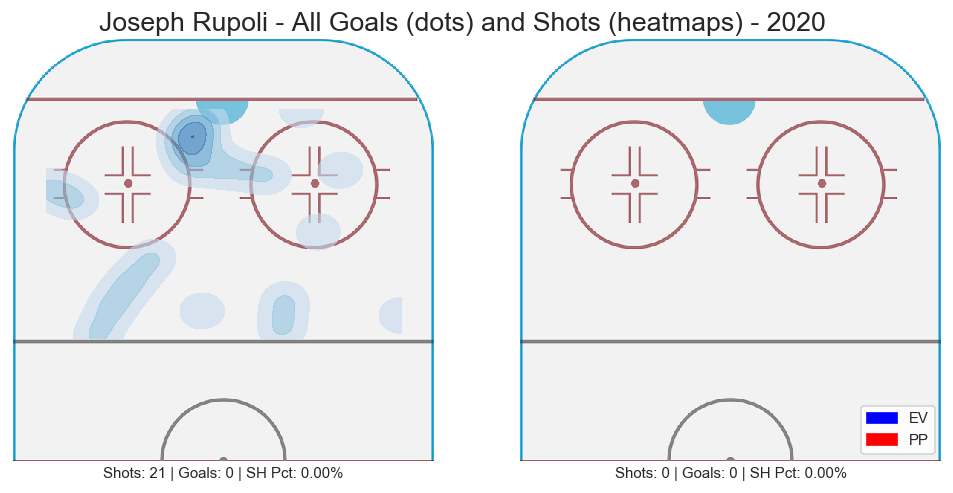 Joseph Rupoli - All Goals (dots) and Shots (heatmaps) - 2020
EV
PP
Shots: 21 | Goals: 0 | SH Pct: 0.00%
Shots: 0 | Goals: 0 | SH Pct: 0.00%